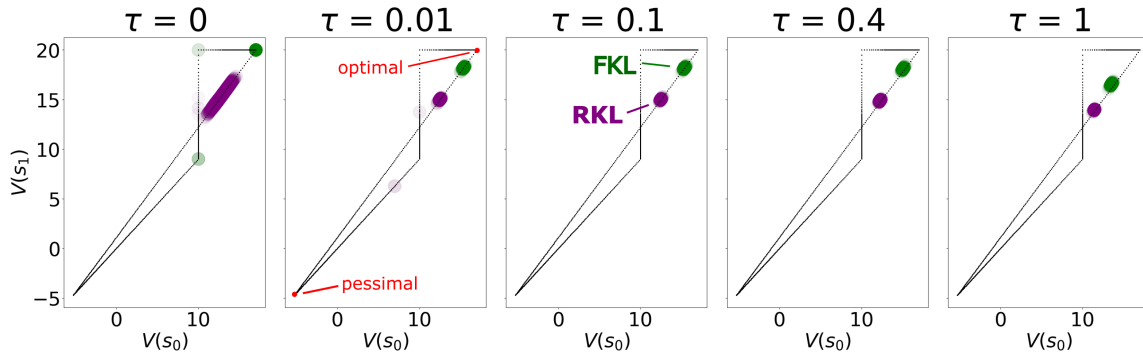 τ = 0
τ = 0.01
τ = 0.1
τ = 0.4
τ = 1
20
15
10
5
0
−5
V(s₁)
optimal
pessimal
FKL
RKL
0 10
0 10
0 10
0 10
0 10
V(s₀)
V(s₀)
V(s₀)
V(s₀)
V(s₀)